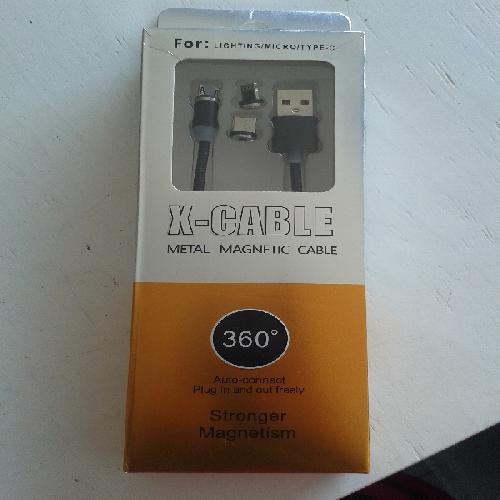 For: LIGHTING/MICRO/TYPE-C
X-CABLE
METAL MAGNETIC CABLE
360°
Auto-connect
Plug in and out freely
Stronger
Magnetism